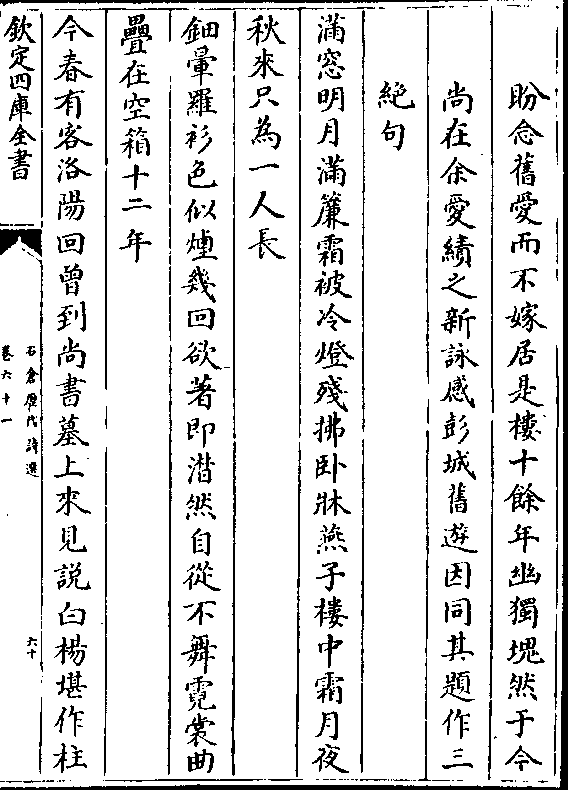 盼念舊愛而不嫁居是樓十餘年幽獨塊然于今
尚在余愛績之新詠感彭城舊遊因同其題作三
絶句
滿窓明月滿簾霜被冷燈殘拂卧牀燕子樓中霜月夜
秋來只為一人長
鈿暈羅衫色似煙幾回欲著即潸然自從不舞霓裳曲
疊在空箱十二年
今春有客洛陽回曾到尚書墓上來見説白楊堪作柱
欽定四庫全書
石倉歴代詩選
卷六十一
六十